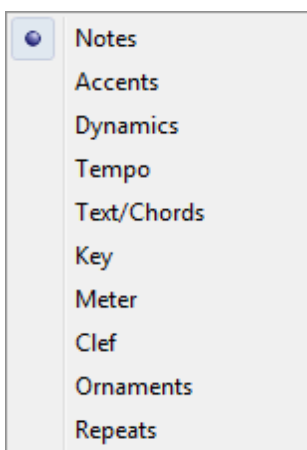 Notes
Accents
Dynamics
Tempo
Text/Chords
Key
Meter
Clef
Ornaments
Repeats